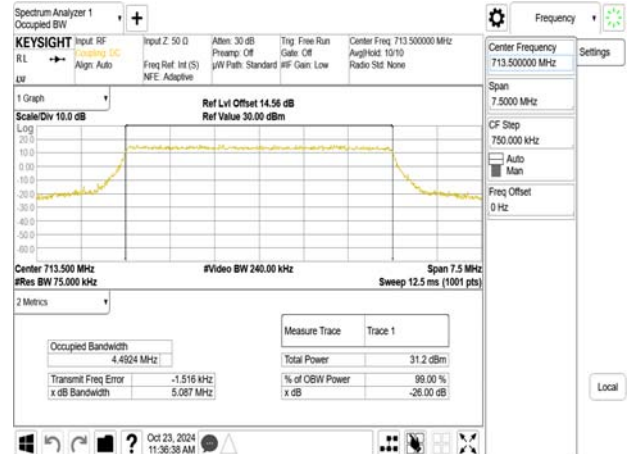 Spectrum Analyzer 1
Occupied BW
Frequency
KEYSIGHT
RL
LXI
Input: RF
Coupling: DC
Align: Auto
Input Z: 50 Ω
Freq Ref: Int (S)
NFE: Adaptive
Atten: 30 dB
Preamp: Off
µW Path: Standard
Trig: Free Run
Gate: Off
#IF Gain: Low
Center Freq: 713.500000 MHz
Avg|Hold: 10/10
Radio Std: None
Center Frequency
713.500000 MHz
Settings
Span
7.5000 MHz
CF Step
750.000 kHz
Auto
Man
Freq Offset
0 Hz
Local
1 Graph
Scale/Div 10.0 dB
Ref Lvl Offset 14.56 dB
Ref Value 30.00 dBm
Log
20.0
10.0
0.00
-10.0
-20.0
-30.0
-40.0
-50.0
-60.0
Center 713.500 MHz
#Video BW 240.00 kHz
Span 7.5 MHz
#Res BW 75.000 kHz
Sweep 12.5 ms (1001 pts)
2 Metrics
Measure Trace Trace 1
Occupied Bandwidth
4.4924 MHz
Total Power 31.2 dBm
Transmit Freq Error -1.516 kHz
% of OBW Power 99.00 %
x dB Bandwidth 5.087 MHz
x dB -26.00 dB
?
Oct 23, 2024
11:36:38 AM